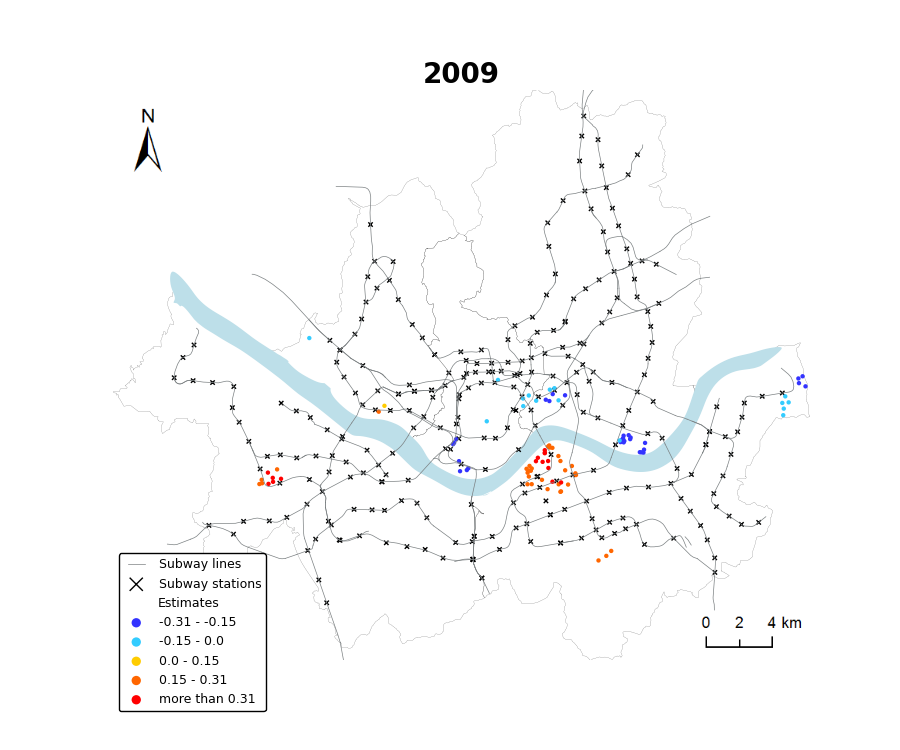 2009
N
Subway lines
Subway stations
Estimates
-0.31 - -0.15
-0.15 - 0.0
0.0 - 0.15
0.15 - 0.31
more than 0.31
0 2 4 km